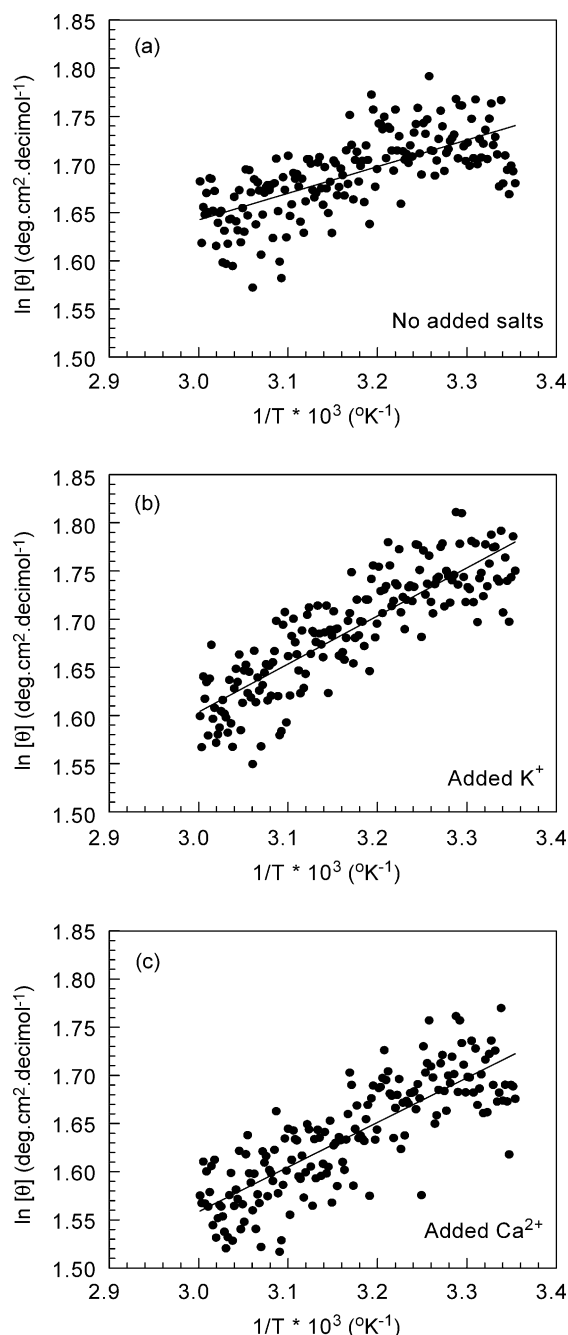 (a)
ln [θ] (deg.cm².decimol⁻¹)
1.85
1.80
1.75
1.70
1.65
1.60
1.55
1.50
No added salts
2.9 3.0 3.1 3.2 3.3 3.4
1/T * 10³ (ºK⁻¹)
(b)
ln [θ] (deg.cm².decimol⁻¹)
1.85
1.80
1.75
1.70
1.65
1.60
1.55
1.50
Added K⁺
2.9 3.0 3.1 3.2 3.3 3.4
1/T * 10³ (ºK⁻¹)
(c)
ln [θ] (deg.cm².decimol⁻¹)
1.85
1.80
1.75
1.70
1.65
1.60
1.55
1.50
Added Ca²⁺
2.9 3.0 3.1 3.2 3.3 3.4
1/T * 10³ (ºK⁻¹)